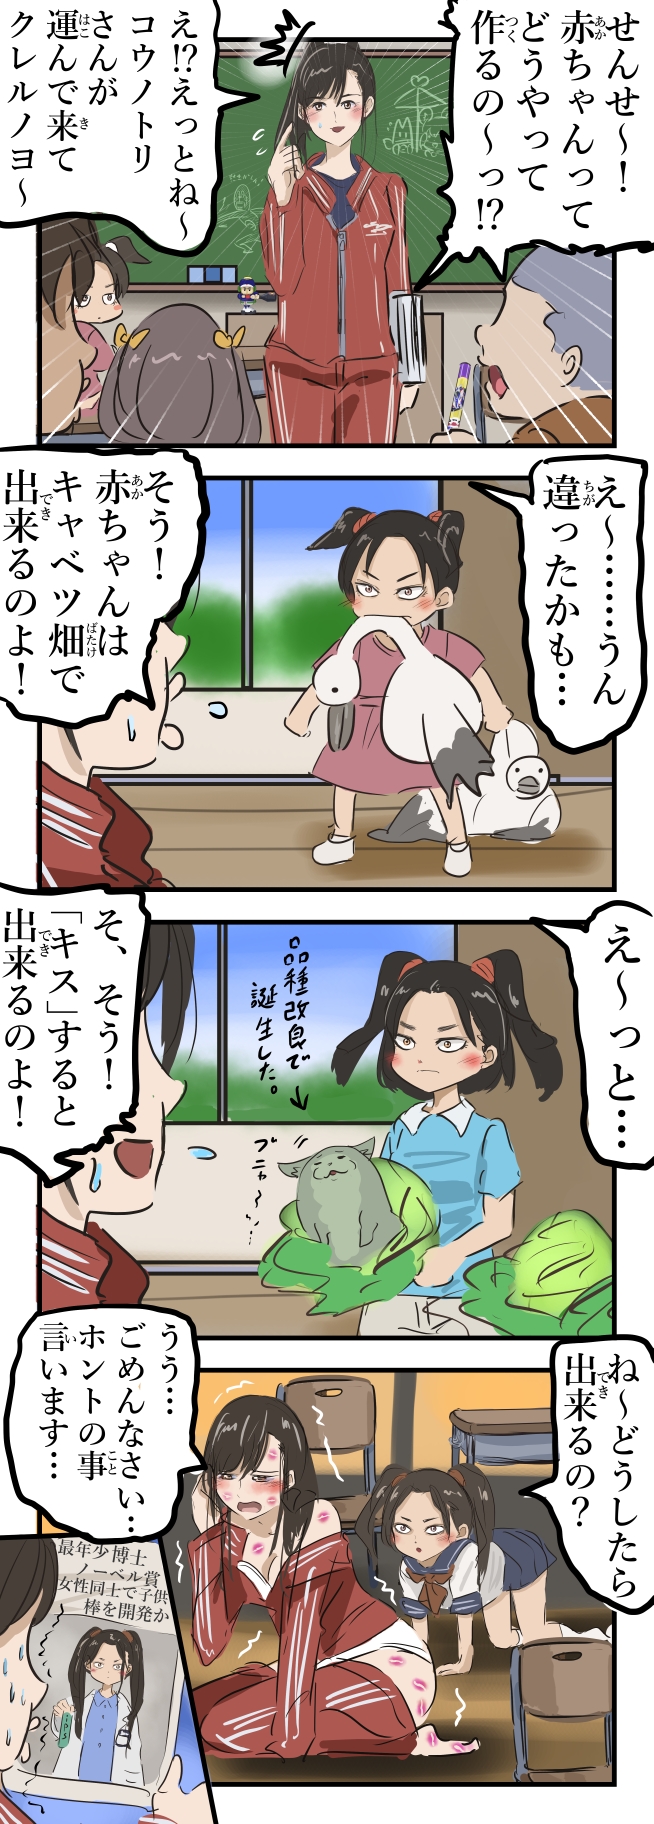 せんせ〜！
赤ちゃんって
どうやって
作るの〜っ!?
え!?えっとね〜
コウノトリ
さんが
運んで来て
クレルノヨ〜
え〜……うん
違ったかも…
そう！
赤ちゃんは
キャベツ畑で
出来るのよ！
え〜っと…
品種改良で
誕生した。
ブニャ〜…
そ、そう！
「キス」すると
出来るのよ！
ね〜どうしたら
出来るの？
うう…
ごめんなさい…
ホントの事
言います…
最年少博士
ノーベル賞
女性同士で子供
棒を開発か
iPS